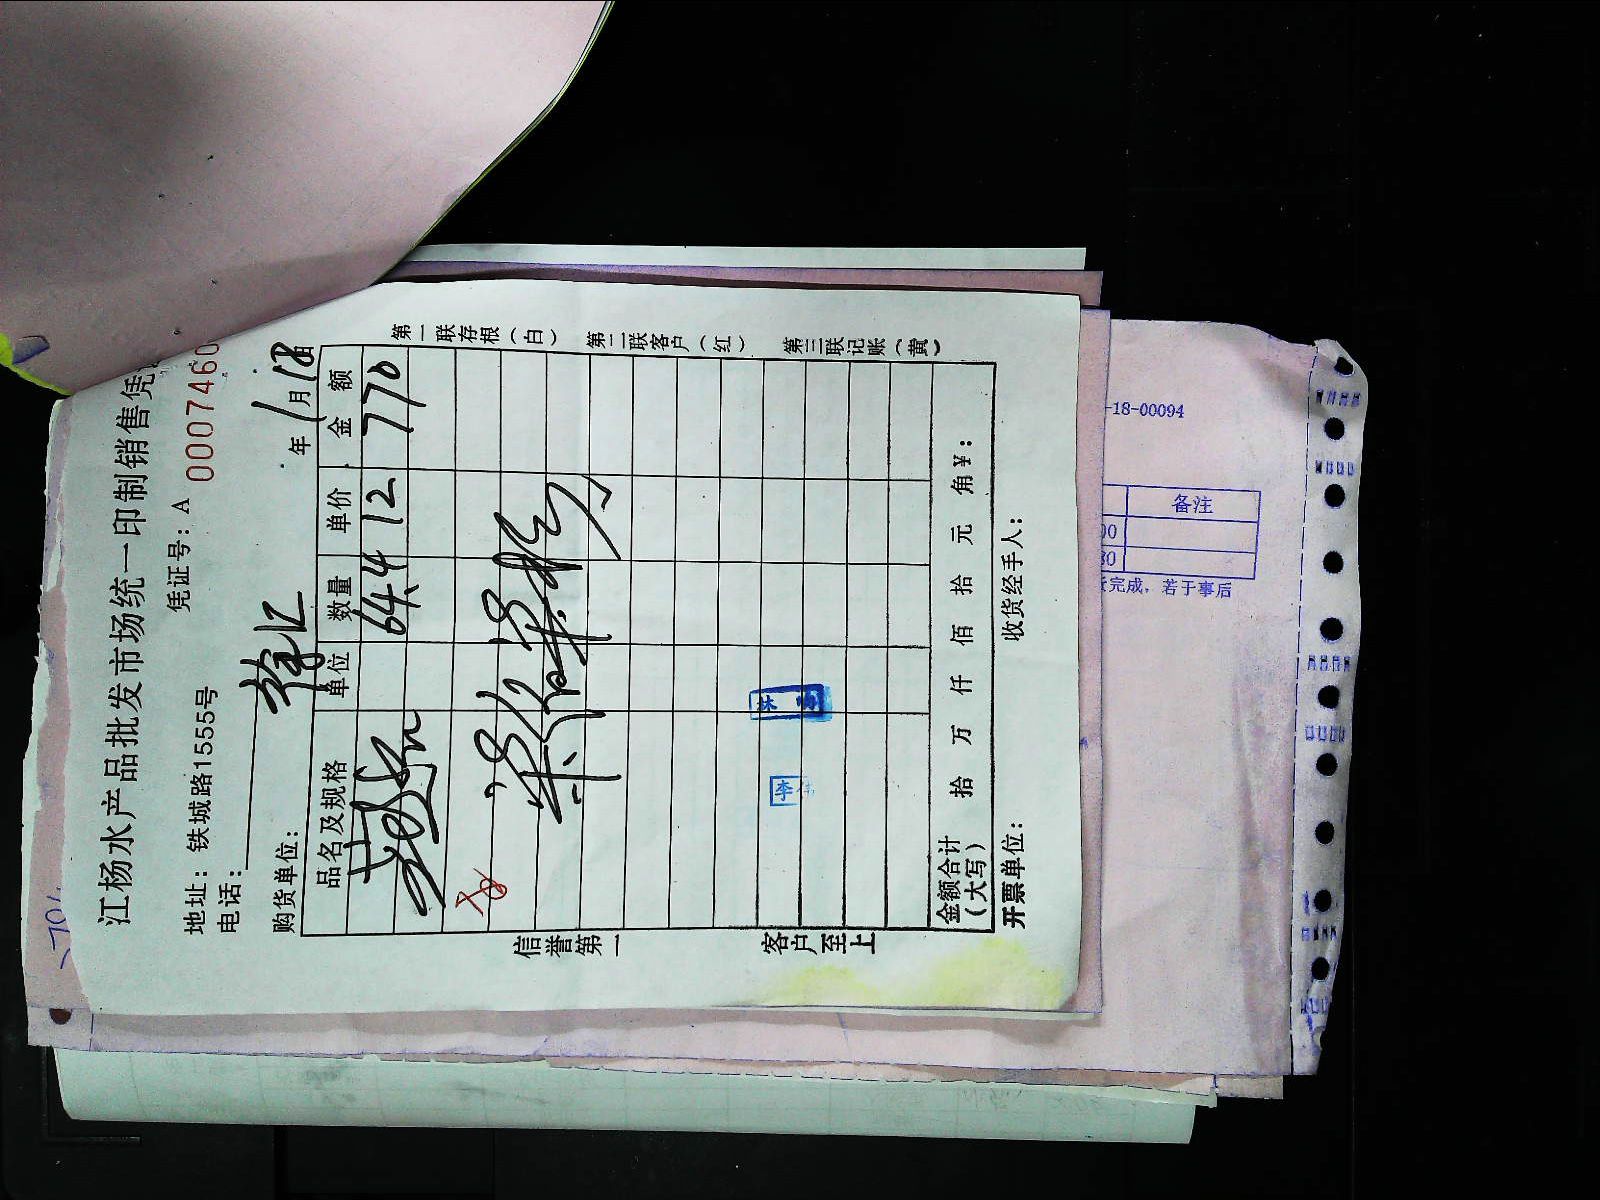 江杨水产品批发市场统一印制销售凭
地址：铁城路1555号
凭证号：A 0007460
电话：
购货单位：
年 1 月 18 日
品名及规格 单位 数量 单价 金额
64.4 12 770
第一联存根（白）
第二联客户（红）
第三联记账（黄）
信誉第一
客户至上
李
林
金额合计（大写） 拾 万 仟 佰 拾 元 角 ¥：
开票单位： 收货经手人：
-18-00094
备注
00
80
完成，若于事后